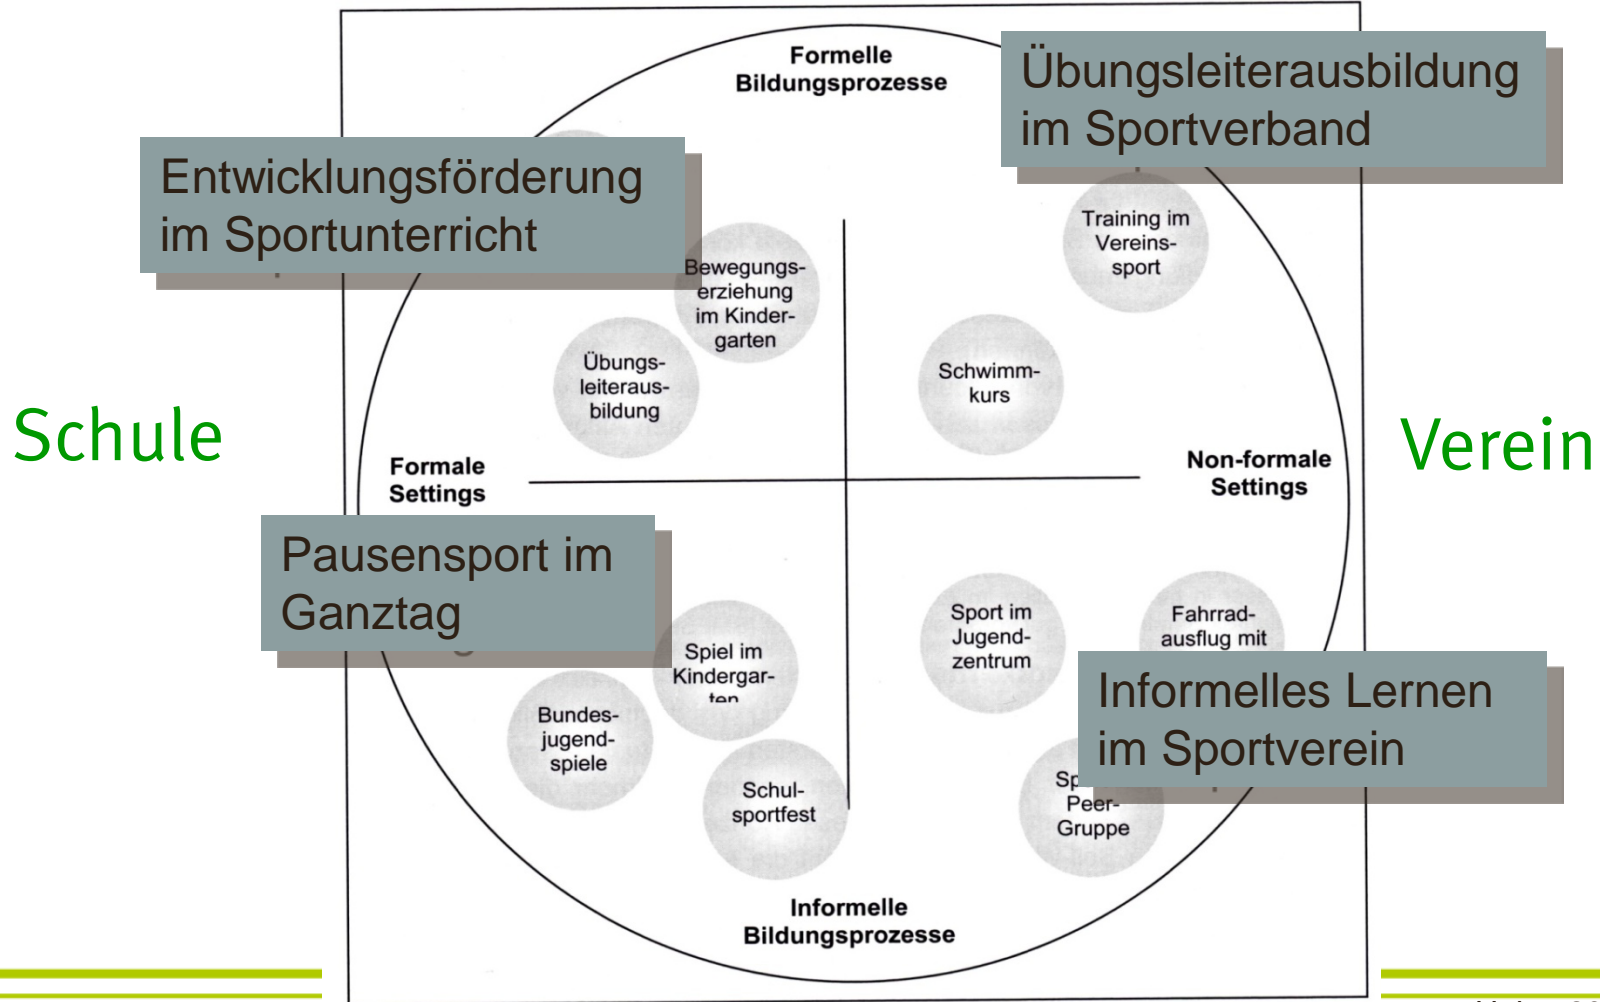 Formelle
Bildungsprozesse
Übungsleiterausbildung
im Sportverband
Entwicklungsförderung
im Sportunterricht
Training im
Vereins-
sport
Bewegungs-
erziehung
im Kinder-
garten
Übungs-
leiteraus-
bildung
Schwimm-
kurs
Schule
Verein
Formale
Settings
Non-formale
Settings
Pausensport im
Ganztag
Spiel im
Kindergar-
ten
Sport im
Jugend-
zentrum
Fahrrad-
ausflug mit
Informelles Lernen
im Sportverein
Bundes-
jugend-
spiele
Schul-
sportfest
Peer-
Gruppe
Informelle
Bildungsprozesse